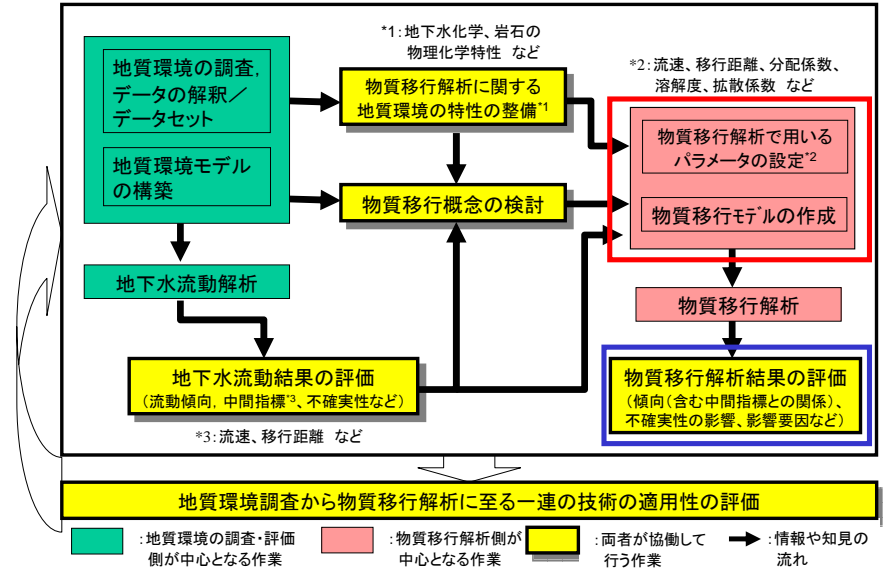 *1:地下水化学、岩石の
物理化学特性 など
*2:流速、移行距離、分配係数、
溶解度、拡散係数 など
地質環境の調査,
データの解釈／
データセット
地質環境モデル
の構築
物質移行解析に関する
地質環境の特性の整備*1
物質移行概念の検討
物質移行解析で用いる
パラメータの設定*2
物質移行モデルの作成
地下水流動解析
物質移行解析
地下水流動結果の評価
(流動傾向, 中間指標*3、不確実性など)
*3:流速、移行距離 など
物質移行解析結果の評価
(傾向(含む中間指標との関係)、
不確実性の影響、影響要因など)
地質環境調査から物質移行解析に至る一連の技術の適用性の評価
:地質環境の調査・評価
側が中心となる作業
:物質移行解析側が
中心となる作業
:両者が協働して
行う作業
:情報や知見の
流れ